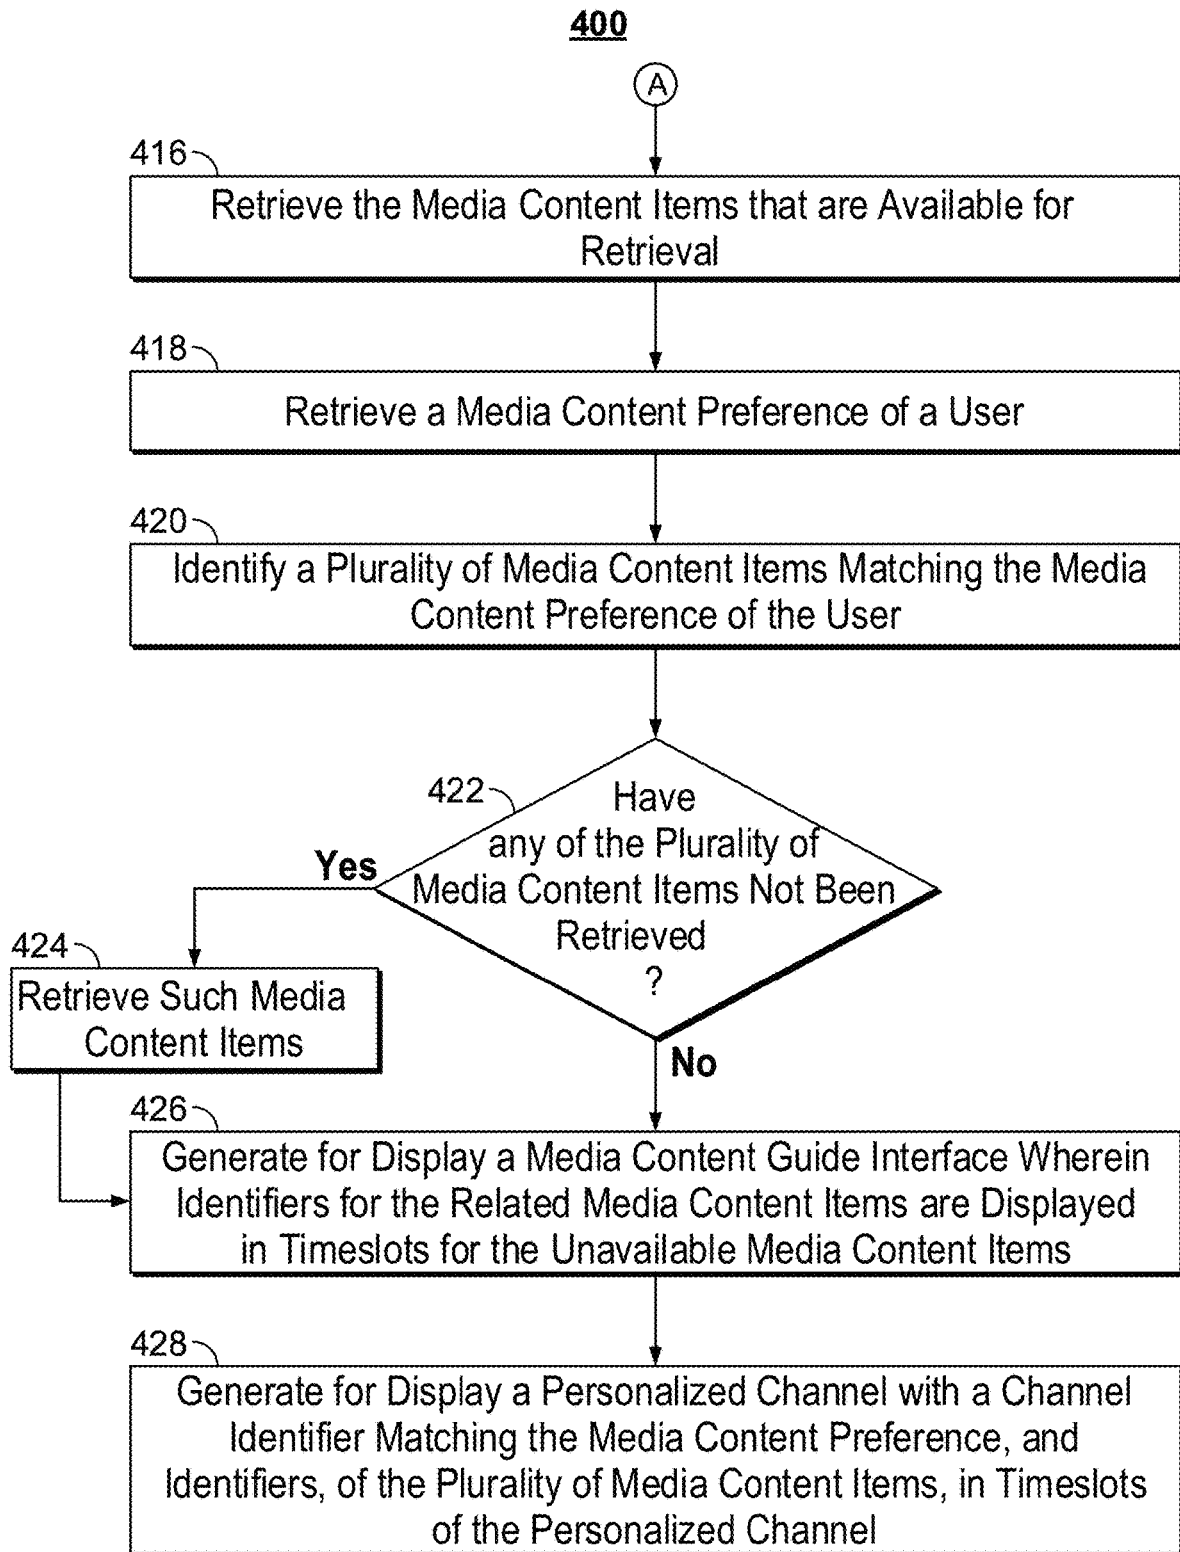 400
A
416
Retrieve the Media Content Items that are Available for
Retrieval
418
Retrieve a Media Content Preference of a User
420
Identify a Plurality of Media Content Items Matching the Media
Content Preference of the User
422
Have
any of the Plurality of
Media Content Items Not Been
Retrieved
?
Yes
424
Retrieve Such Media
Content Items
No
426
Generate for Display a Media Content Guide Interface Wherein
Identifiers for the Related Media Content Items are Displayed
in Timeslots for the Unavailable Media Content Items
428
Generate for Display a Personalized Channel with a Channel
Identifier Matching the Media Content Preference, and
Identifiers, of the Plurality of Media Content Items, in Timeslots
of the Personalized Channel